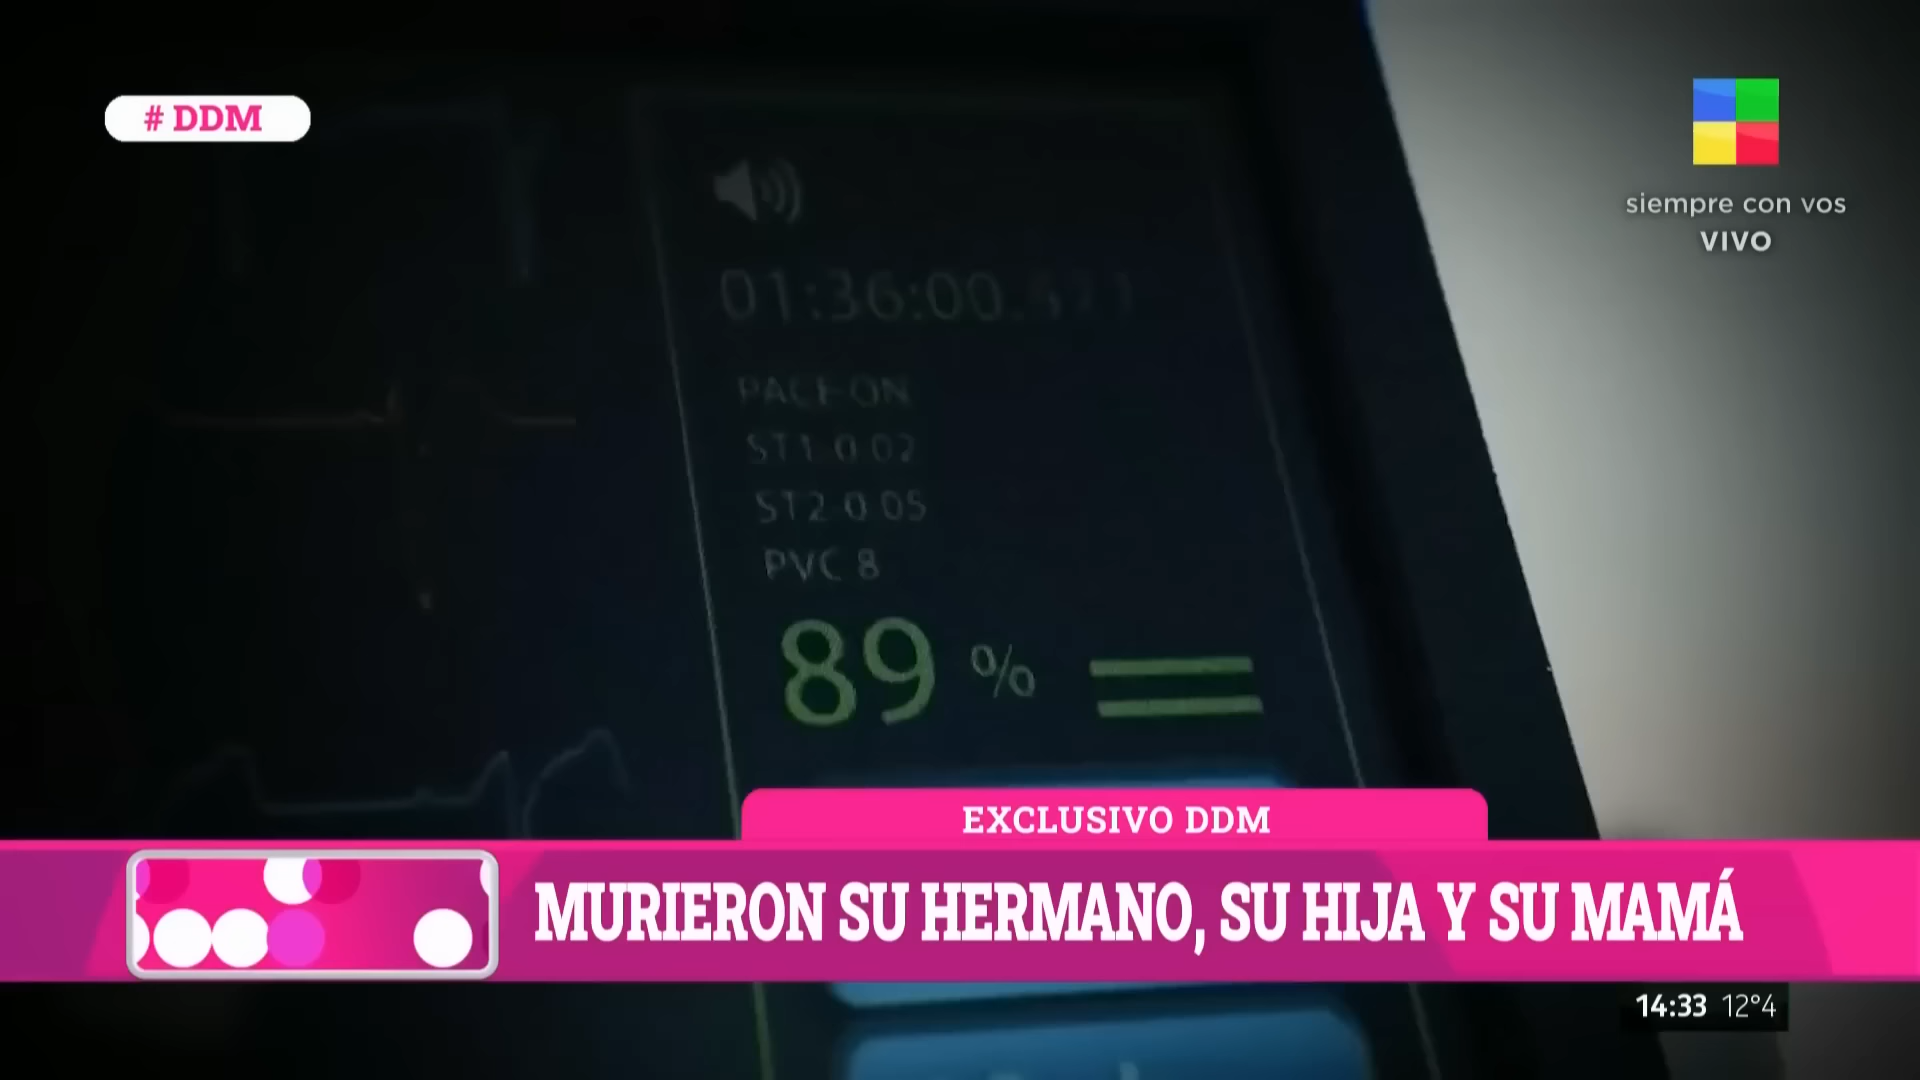 # DDM
siempre con vos
VIVO
01:36:00
PACE ON
ST1 0.02
ST2 0.05
PVC 8
89 %
EXCLUSIVO DDM
MURIERON SU HERMANO, SU HIJA Y SU MAMÁ
14:33 12°4